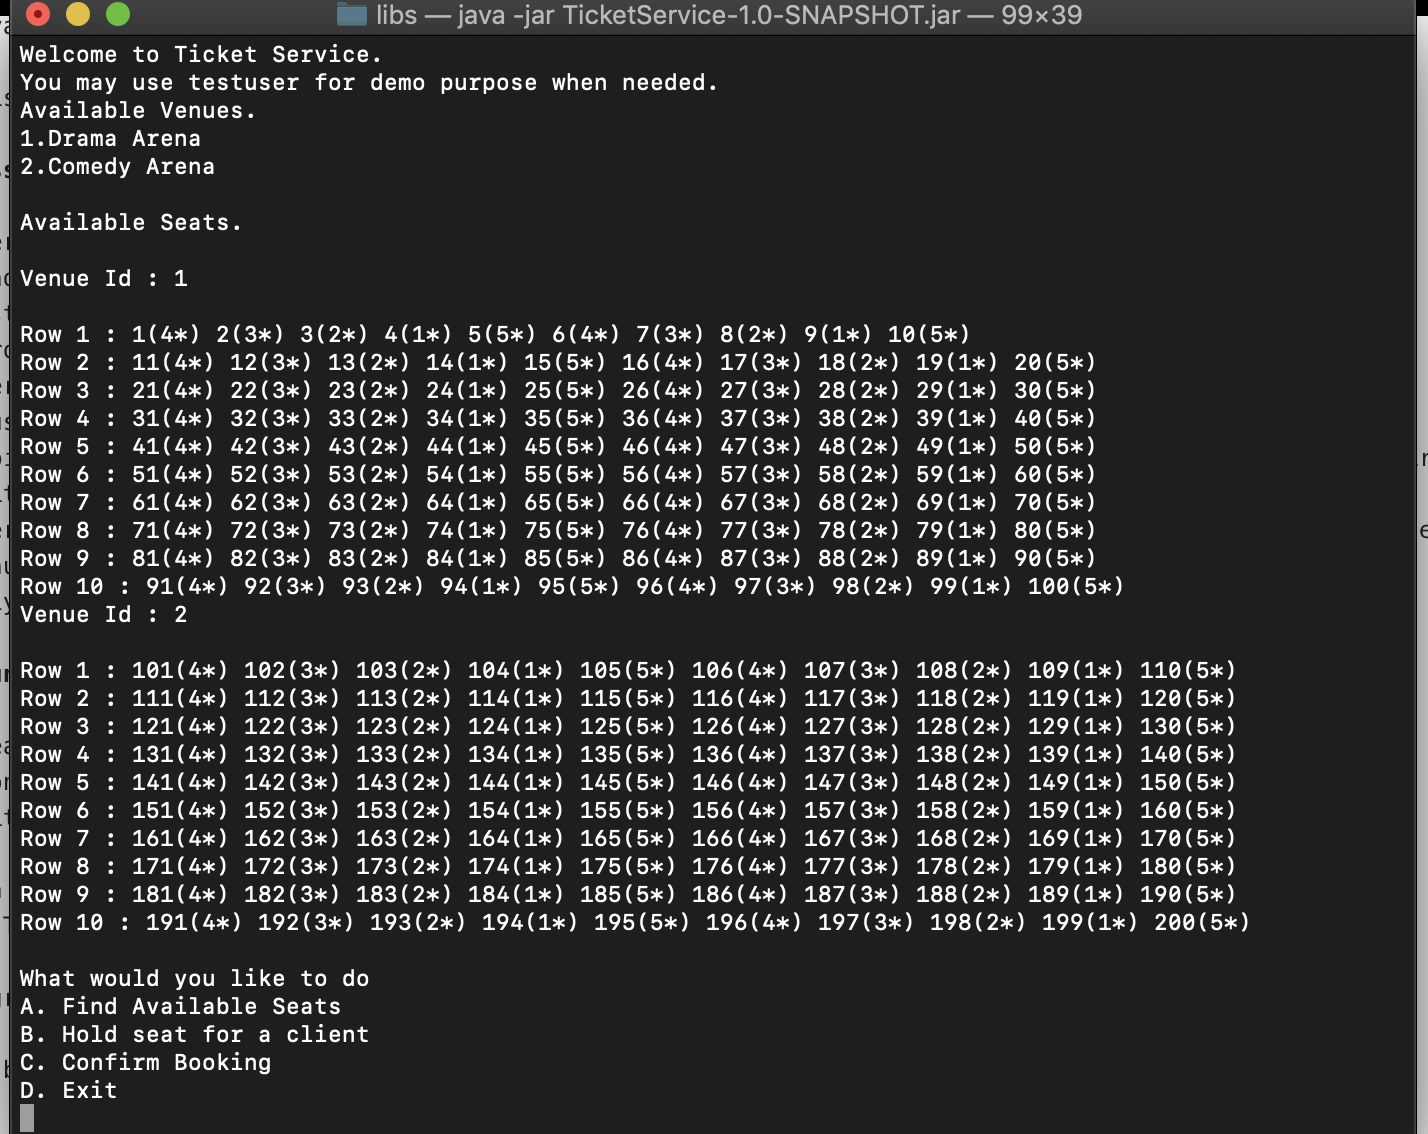 libs — java -jar TicketService-1.0-SNAPSHOT.jar — 99×39
Welcome to Ticket Service.
You may use testuser for demo purpose when needed.
Available Venues.
1.Drama Arena
2.Comedy Arena
Available Seats.
Venue Id : 1
Row 1 : 1(4*) 2(3*) 3(2*) 4(1*) 5(5*) 6(4*) 7(3*) 8(2*) 9(1*) 10(5*)
Row 2 : 11(4*) 12(3*) 13(2*) 14(1*) 15(5*) 16(4*) 17(3*) 18(2*) 19(1*) 20(5*)
Row 3 : 21(4*) 22(3*) 23(2*) 24(1*) 25(5*) 26(4*) 27(3*) 28(2*) 29(1*) 30(5*)
Row 4 : 31(4*) 32(3*) 33(2*) 34(1*) 35(5*) 36(4*) 37(3*) 38(2*) 39(1*) 40(5*)
Row 5 : 41(4*) 42(3*) 43(2*) 44(1*) 45(5*) 46(4*) 47(3*) 48(2*) 49(1*) 50(5*)
Row 6 : 51(4*) 52(3*) 53(2*) 54(1*) 55(5*) 56(4*) 57(3*) 58(2*) 59(1*) 60(5*)
Row 7 : 61(4*) 62(3*) 63(2*) 64(1*) 65(5*) 66(4*) 67(3*) 68(2*) 69(1*) 70(5*)
Row 8 : 71(4*) 72(3*) 73(2*) 74(1*) 75(5*) 76(4*) 77(3*) 78(2*) 79(1*) 80(5*)
Row 9 : 81(4*) 82(3*) 83(2*) 84(1*) 85(5*) 86(4*) 87(3*) 88(2*) 89(1*) 90(5*)
Row 10 : 91(4*) 92(3*) 93(2*) 94(1*) 95(5*) 96(4*) 97(3*) 98(2*) 99(1*) 100(5*)
Venue Id : 2
Row 1 : 101(4*) 102(3*) 103(2*) 104(1*) 105(5*) 106(4*) 107(3*) 108(2*) 109(1*) 110(5*)
Row 2 : 111(4*) 112(3*) 113(2*) 114(1*) 115(5*) 116(4*) 117(3*) 118(2*) 119(1*) 120(5*)
Row 3 : 121(4*) 122(3*) 123(2*) 124(1*) 125(5*) 126(4*) 127(3*) 128(2*) 129(1*) 130(5*)
Row 4 : 131(4*) 132(3*) 133(2*) 134(1*) 135(5*) 136(4*) 137(3*) 138(2*) 139(1*) 140(5*)
Row 5 : 141(4*) 142(3*) 143(2*) 144(1*) 145(5*) 146(4*) 147(3*) 148(2*) 149(1*) 150(5*)
Row 6 : 151(4*) 152(3*) 153(2*) 154(1*) 155(5*) 156(4*) 157(3*) 158(2*) 159(1*) 160(5*)
Row 7 : 161(4*) 162(3*) 163(2*) 164(1*) 165(5*) 166(4*) 167(3*) 168(2*) 169(1*) 170(5*)
Row 8 : 171(4*) 172(3*) 173(2*) 174(1*) 175(5*) 176(4*) 177(3*) 178(2*) 179(1*) 180(5*)
Row 9 : 181(4*) 182(3*) 183(2*) 184(1*) 185(5*) 186(4*) 187(3*) 188(2*) 189(1*) 190(5*)
Row 10 : 191(4*) 192(3*) 193(2*) 194(1*) 195(5*) 196(4*) 197(3*) 198(2*) 199(1*) 200(5*)
What would you like to do
A. Find Available Seats
B. Hold seat for a client
C. Confirm Booking
D. Exit